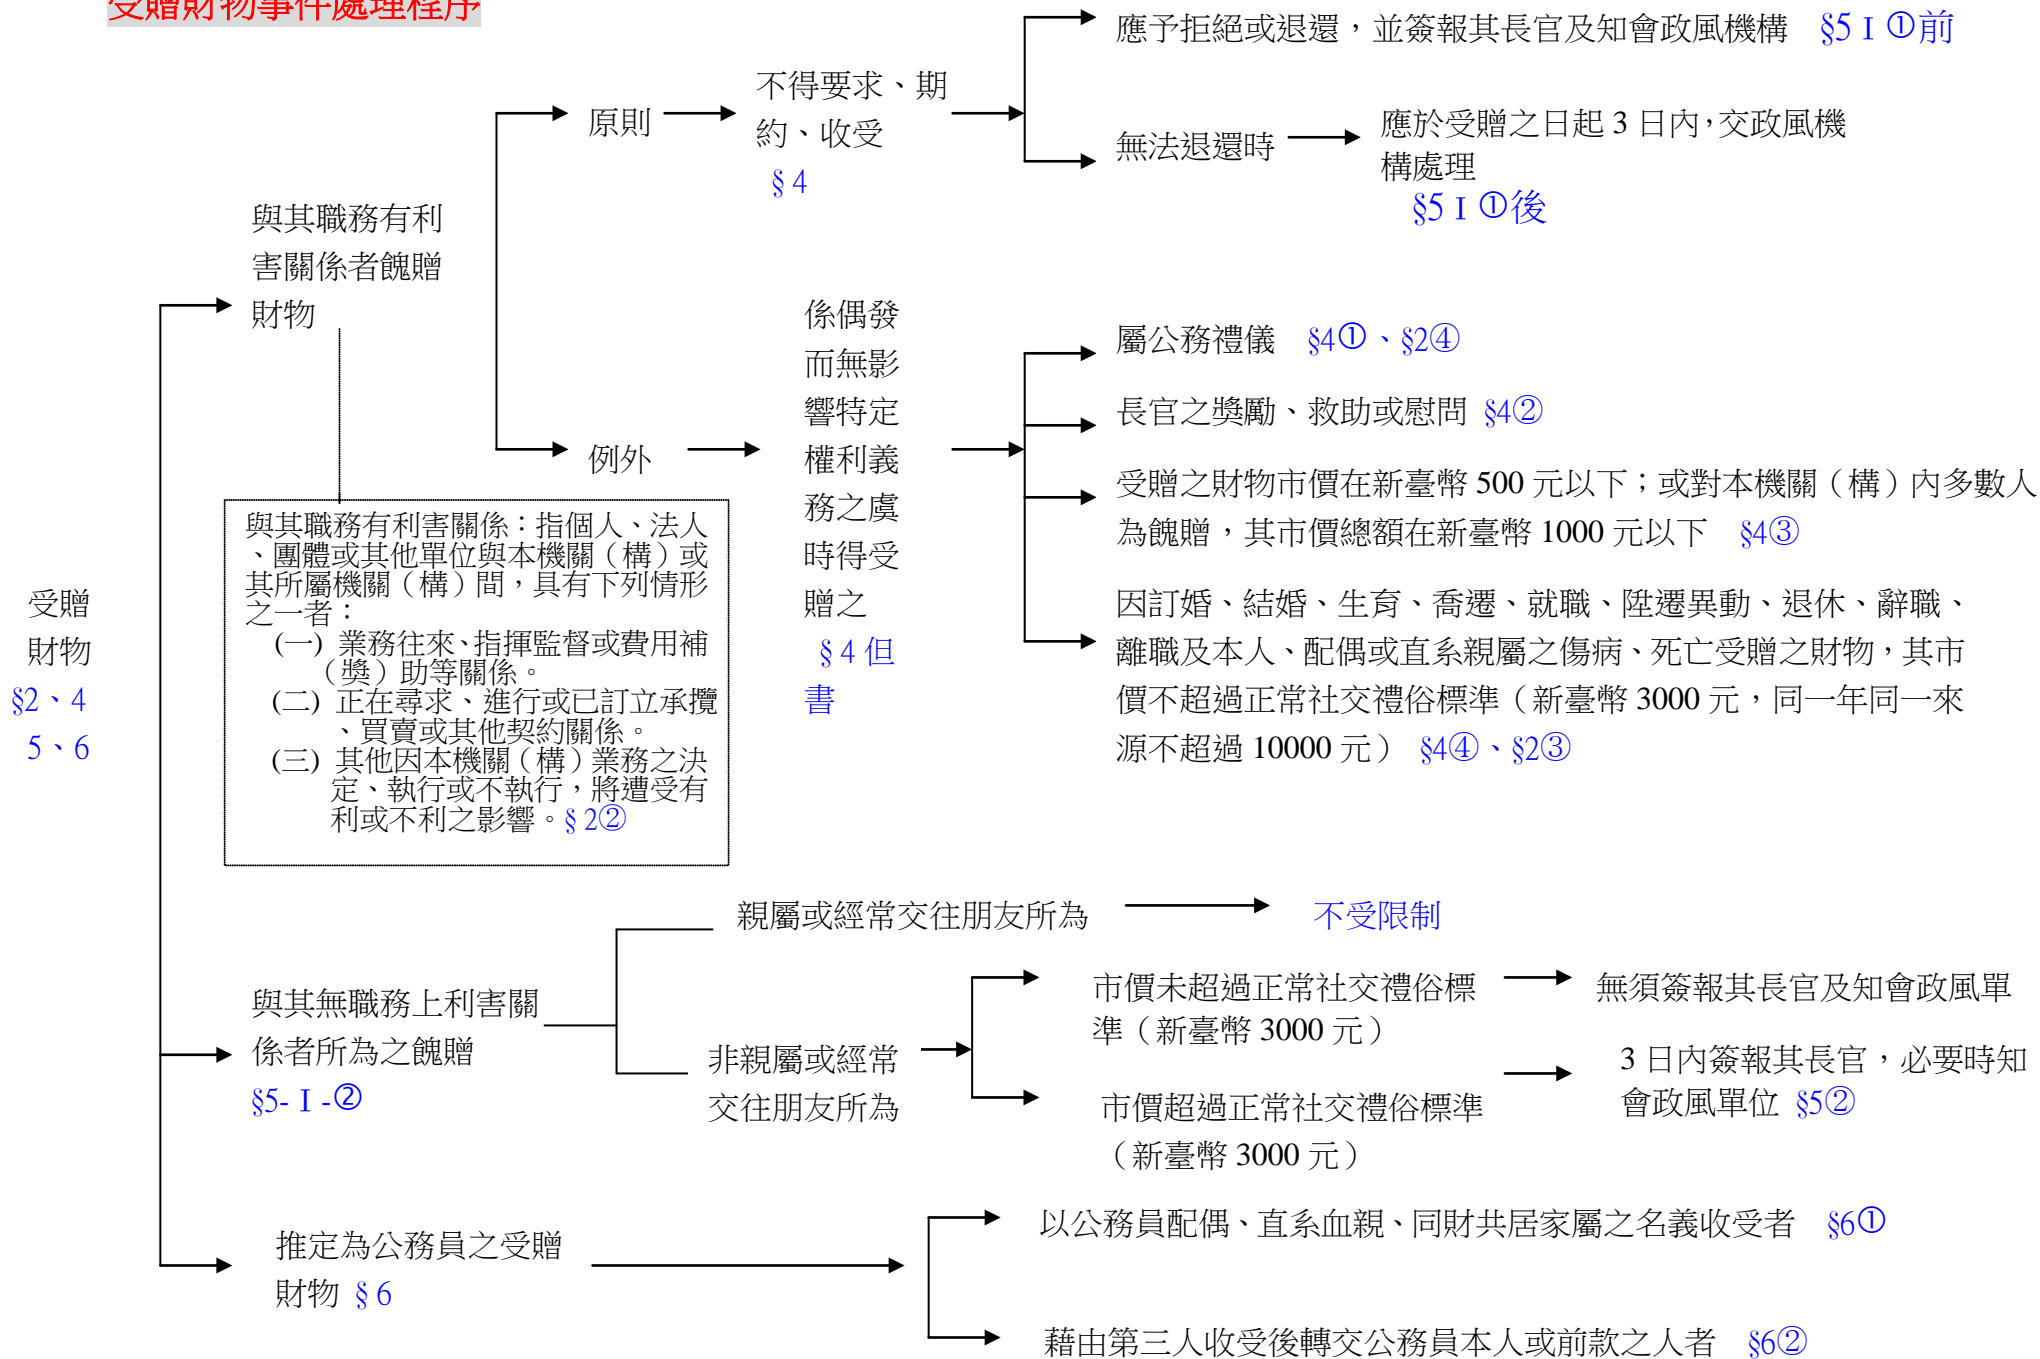 受贈財物事件處理程序
應予拒絕或退還，並簽報其長官及知會政風機構　§5 I ①前
原則
不得要求、期
約、收受
§4
無法退還時
應於受贈之日起 3 日內，交政風機
構處理
§5 I ①後
與其職務有利
害關係者餽贈
財物
例外
係偶發
而無影
響特定
權利義
務之虞
時得受
贈之
§4 但
書
屬公務禮儀　§4①、§2④
長官之獎勵、救助或慰問 §4②
受贈之財物市價在新臺幣 500 元以下；或對本機關（構）內多數人
為餽贈，其市價總額在新臺幣 1000 元以下　§4③
因訂婚、結婚、生育、喬遷、就職、陞遷異動、退休、辭職、
離職及本人、配偶或直系親屬之傷病、死亡受贈之財物，其市
價不超過正常社交禮俗標準（新臺幣 3000 元，同一年同一來
源不超過 10000 元） §4④、§2③
與其職務有利害關係：指個人、法人
、團體或其他單位與本機關（構）或
其所屬機關（構）間，具有下列情形
之一者：
(一) 業務往來、指揮監督或費用補
（獎）助等關係。
(二) 正在尋求、進行或已訂立承攬
、買賣或其他契約關係。
(三) 其他因本機關（構）業務之決
定、執行或不執行，將遭受有
利或不利之影響。§2②
受贈
財物
§2、4
5、6
親屬或經常交往朋友所為
不受限制
與其無職務上利害關
係者所為之餽贈
§5- I -②
非親屬或經常
交往朋友所為
市價未超過正常社交禮俗標
準（新臺幣 3000 元）
無須簽報其長官及知會政風單
市價超過正常社交禮俗標準
（新臺幣 3000 元）
3 日內簽報其長官，必要時知
會政風單位 §5②
推定為公務員之受贈
財物 §6
以公務員配偶、直系血親、同財共居家屬之名義收受者　§6①
藉由第三人收受後轉交公務員本人或前款之人者　§6②